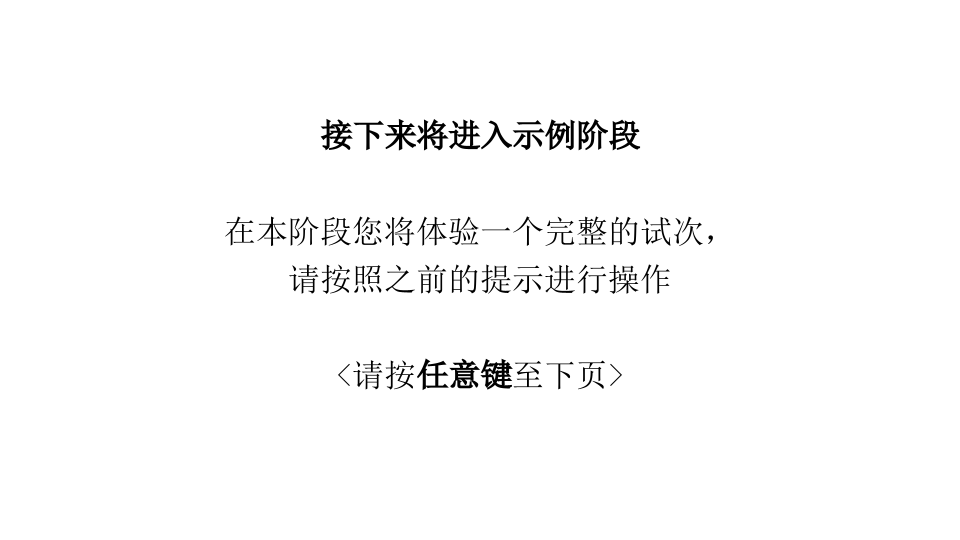 接下来将进入示例阶段
在本阶段您将体验一个完整的试次，
请按照之前的提示进行操作
<请按任意键至下页>